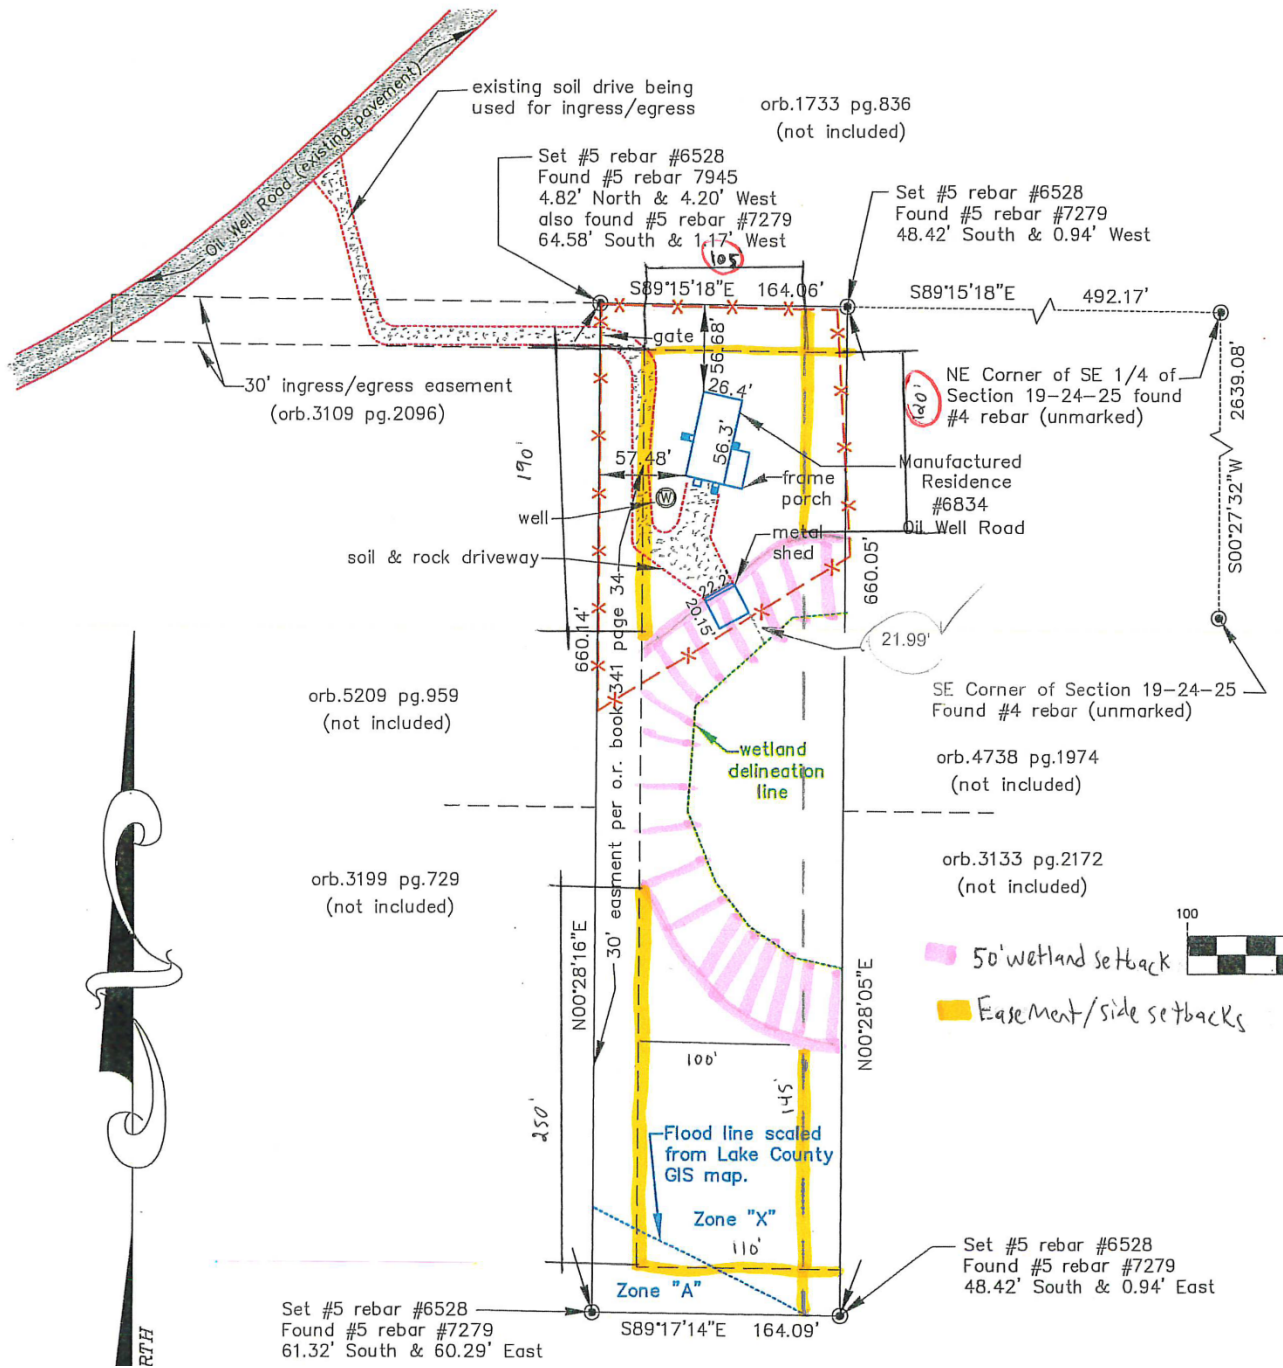 Oil Well Road (existing pavement)
existing soil drive being
used for ingress/egress
orb.1733 pg.836
(not included)
Set #5 rebar #6528
Found #5 rebar 7945
4.82' North & 4.20' West
also found #5 rebar #7279
64.58' South & 1.17' West
Set #5 rebar #6528
Found #5 rebar #7279
48.42' South & 0.94' West
105'
S89°15'18"E 164.06'
S89°15'18"E 492.17'
gate
56.68'
30' ingress/egress easement
(orb.3109 pg.2096)
26.4'
56.3'
120'
NE Corner of SE 1/4 of
Section 19-24-25 found
#4 rebar (unmarked)
2639.08'
S00°27'32"W
190'
57.48'
W
well
frame
porch
Manufactured
Residence
#6834
Oil Well Road
soil & rock driveway
metal
shed
22.2'
20.15'
660.14'
660.05'
21.99'
30' easment per o.r. book 341 page 34
SE Corner of Section 19-24-25
Found #4 rebar (unmarked)
orb.5209 pg.959
(not included)
wetland
delineation
line
orb.4738 pg.1974
(not included)
orb.3199 pg.729
(not included)
orb.3133 pg.2172
(not included)
100
50' wetland setback
Easement/side setbacks
N00°28'16"E
N00°28'05"E
100'
145'
250'
Flood line scaled
from Lake County
GIS map.
Zone "X"
110'
Zone "A"
Set #5 rebar #6528
Found #5 rebar #7279
48.42' South & 0.94' East
Set #5 rebar #6528
Found #5 rebar #7279
61.32' South & 60.29' East
S89°17'14"E 164.09'
RTH